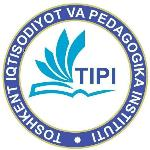 TOSHKENT IQTISODIYOT VA PEDAGOGIKA INSTITUTI
TIPI